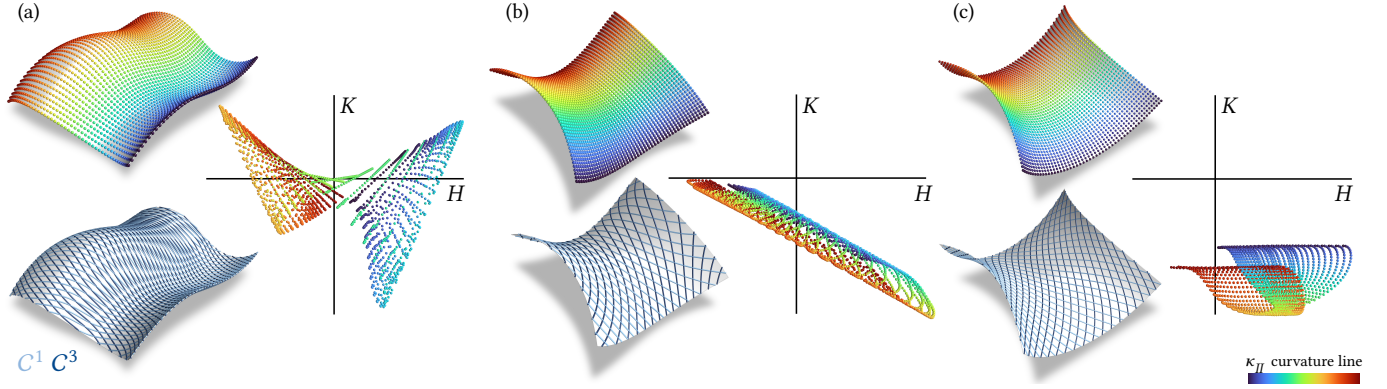 (a)
K
H
C¹ C³
(b)
K
H
(c)
K
H
κ_II curvature line